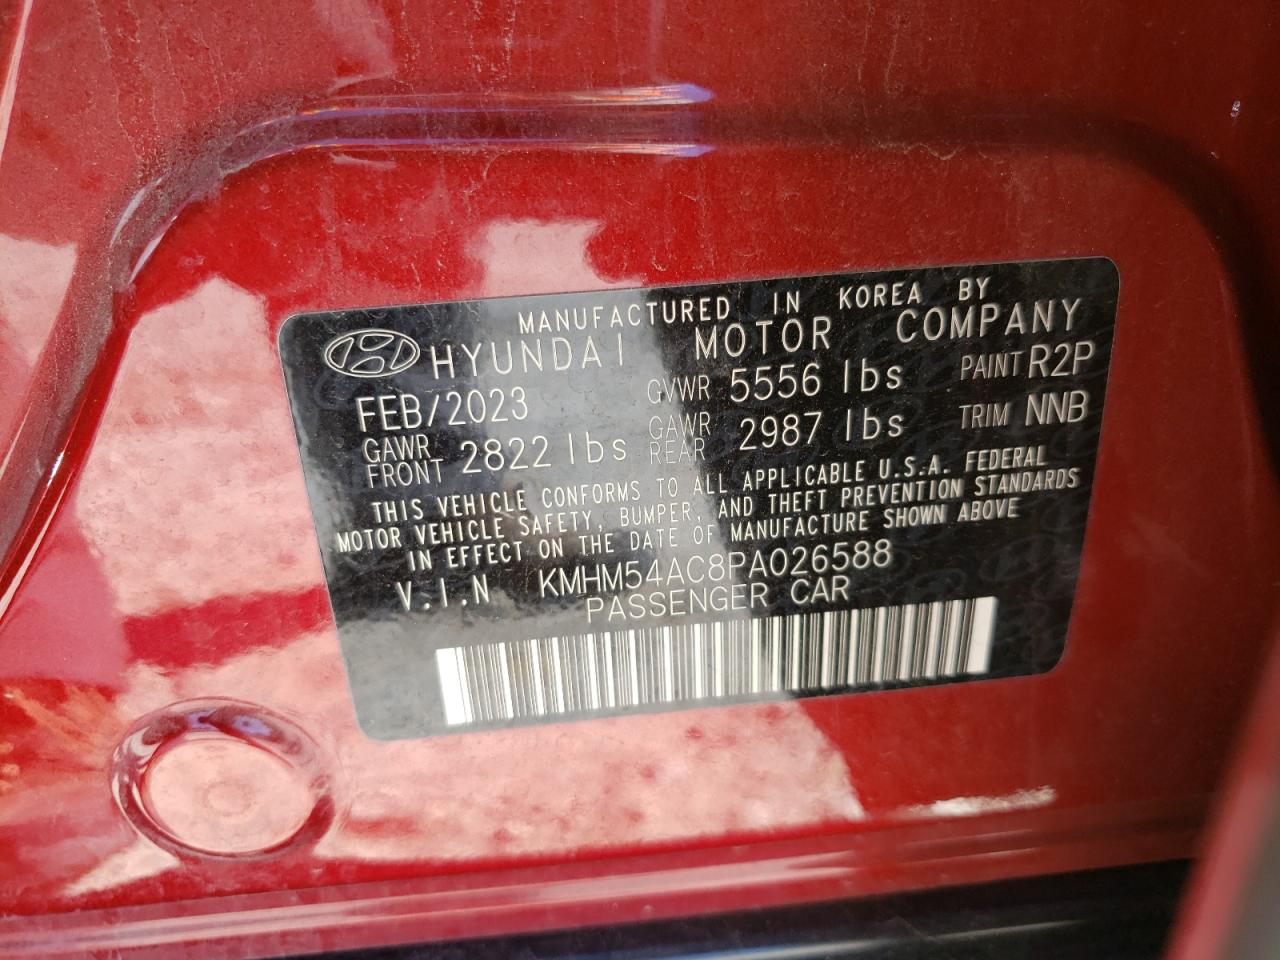 MANUFACTURED IN KOREA BY
HYUNDAI MOTOR COMPANY
FEB/2023 GVWR 5556 lbs PAINT R2P
GAWR FRONT 2822 lbs GAWR REAR 2987 lbs TRIM NNB
THIS VEHICLE CONFORMS TO ALL APPLICABLE U.S.A. FEDERAL
MOTOR VEHICLE SAFETY, BUMPER, AND THEFT PREVENTION STANDARDS
IN EFFECT ON THE DATE OF MANUFACTURE SHOWN ABOVE
V.I.N KMHM54AC8PA026588
PASSENGER CAR